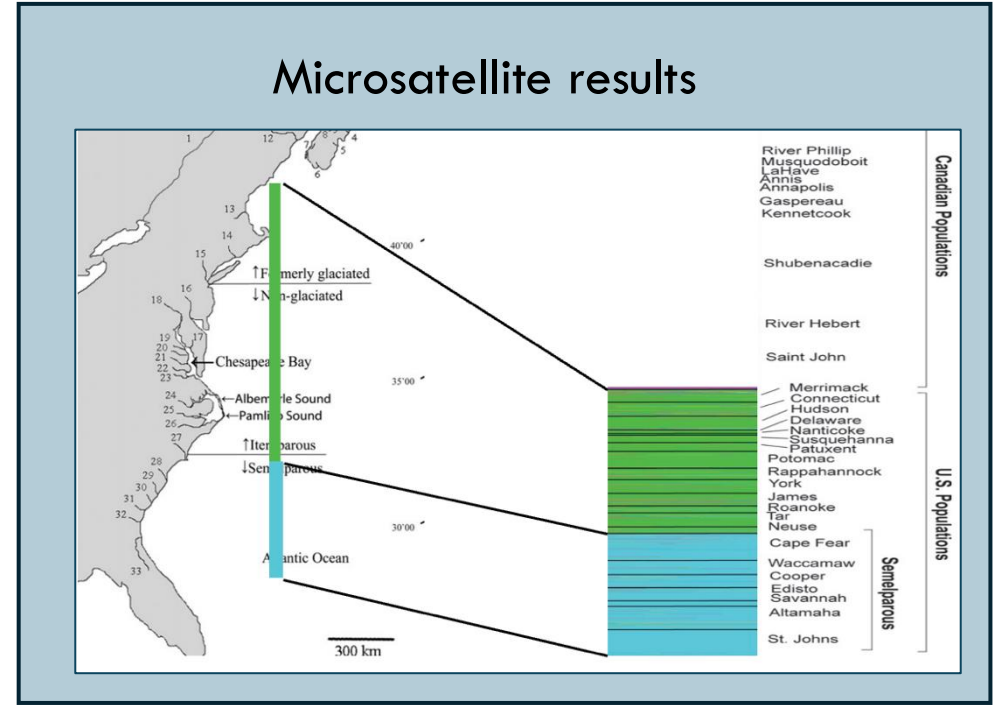 Microsatellite results
1
12
7
8
4
5
6
13
14
15
16
18
17
19
20
21
22
23
24
25
26
27
28
29
30
31
32
33
↑Formerly glaciated
↓Non-glaciated
Chesapeake Bay
Albemarle Sound
Pamlico Sound
↑Iteroparous
↓Semelparous
Atlantic Ocean
40°00
35°00
30°00
300 km
River Phillip
Musquodoboit
LaHave
Annis
Annapolis
Gaspereau
Kennetcook
Shubenacadie
River Hebert
Saint John
Merrimack
Connecticut
Hudson
Delaware
Nanticoke
Susquehanna
Patuxent
Potomac
Rappahannock
York
James
Roanoke
Tar
Neuse
Cape Fear
Waccamaw
Cooper
Edisto
Savannah
Altamaha
St. Johns
Canadian Populations
U.S. Populations
Semelparous